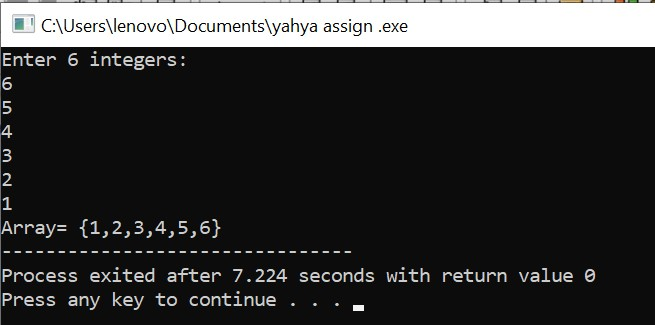 C:\Users\lenovo\Documents\yahya assign .exe
Enter 6 integers:
6
5
4
3
2
1
Array= {1,2,3,4,5,6}
--------------------------------
Process exited after 7.224 seconds with return value 0
Press any key to continue . . .